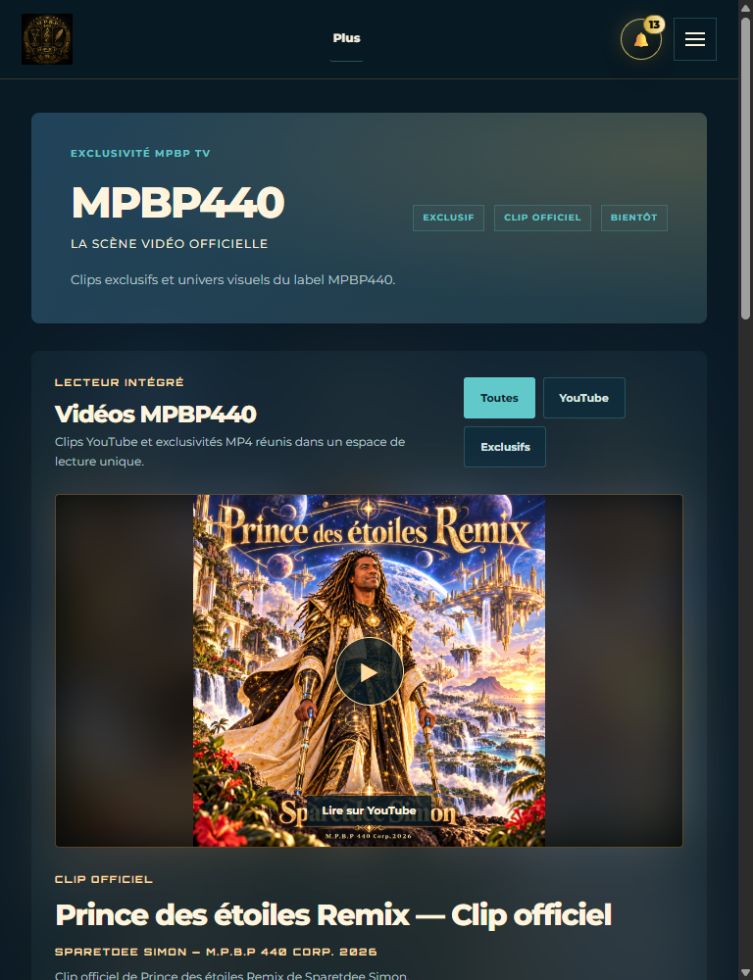 M.P.B.P
Plus
13
EXCLUSIVITÉ MPBP TV
MPBP440
LA SCÈNE VIDÉO OFFICIELLE
Clips exclusifs et univers visuels du label MPBP440.
EXCLUSIF
CLIP OFFICIEL
BIENTÔT
LECTEUR INTÉGRÉ
Vidéos MPBP440
Clips YouTube et exclusivités MP4 réunis dans un espace de
lecture unique.
Toutes
YouTube
Exclusifs
Prince des étoiles Remix
Lire sur YouTube
M.P.B.P 440 Corp.2026
CLIP OFFICIEL
Prince des étoiles Remix — Clip officiel
SPARETDEE SIMON — M.P.B.P 440 CORP. 2026
Clip officiel de Prince des étoiles Remix de Sparetdee Simon.